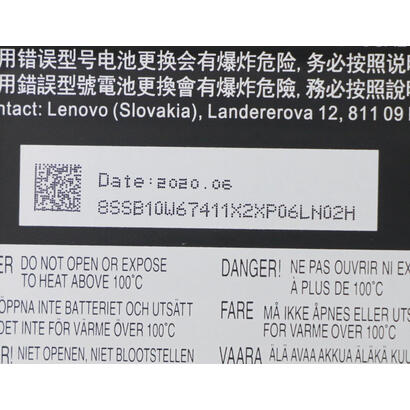 用错误型号电池更换会有爆炸危险, 务必按照说
用錯誤型號電池更換會有爆炸危險, 務必按照說
ontact: Lenovo (Slovakia), Landererova 12, 811 09
Date:2020.06
8SSB10W67411X2XP06LN02H
ER DO NOT OPEN OR EXPOSE
TO HEAT ABOVE 100°C
DANGER! NE PAS OUVRIR NI EX
À PLUS DE 100°C
ÖPPNA INTE BATTERIET OCH UTSÄTT
DET INTE FÖR VÄRME ÖVER 100°C
FARE MÅ IKKE ÅPNES ELLER UTS
FOR VARME OVER 100°C
R! NIET OPENEN, NIET BLOOTSTELLEN
VAARA ÄLÄ AVAA AKKUA ÄLÄKÄ KUU